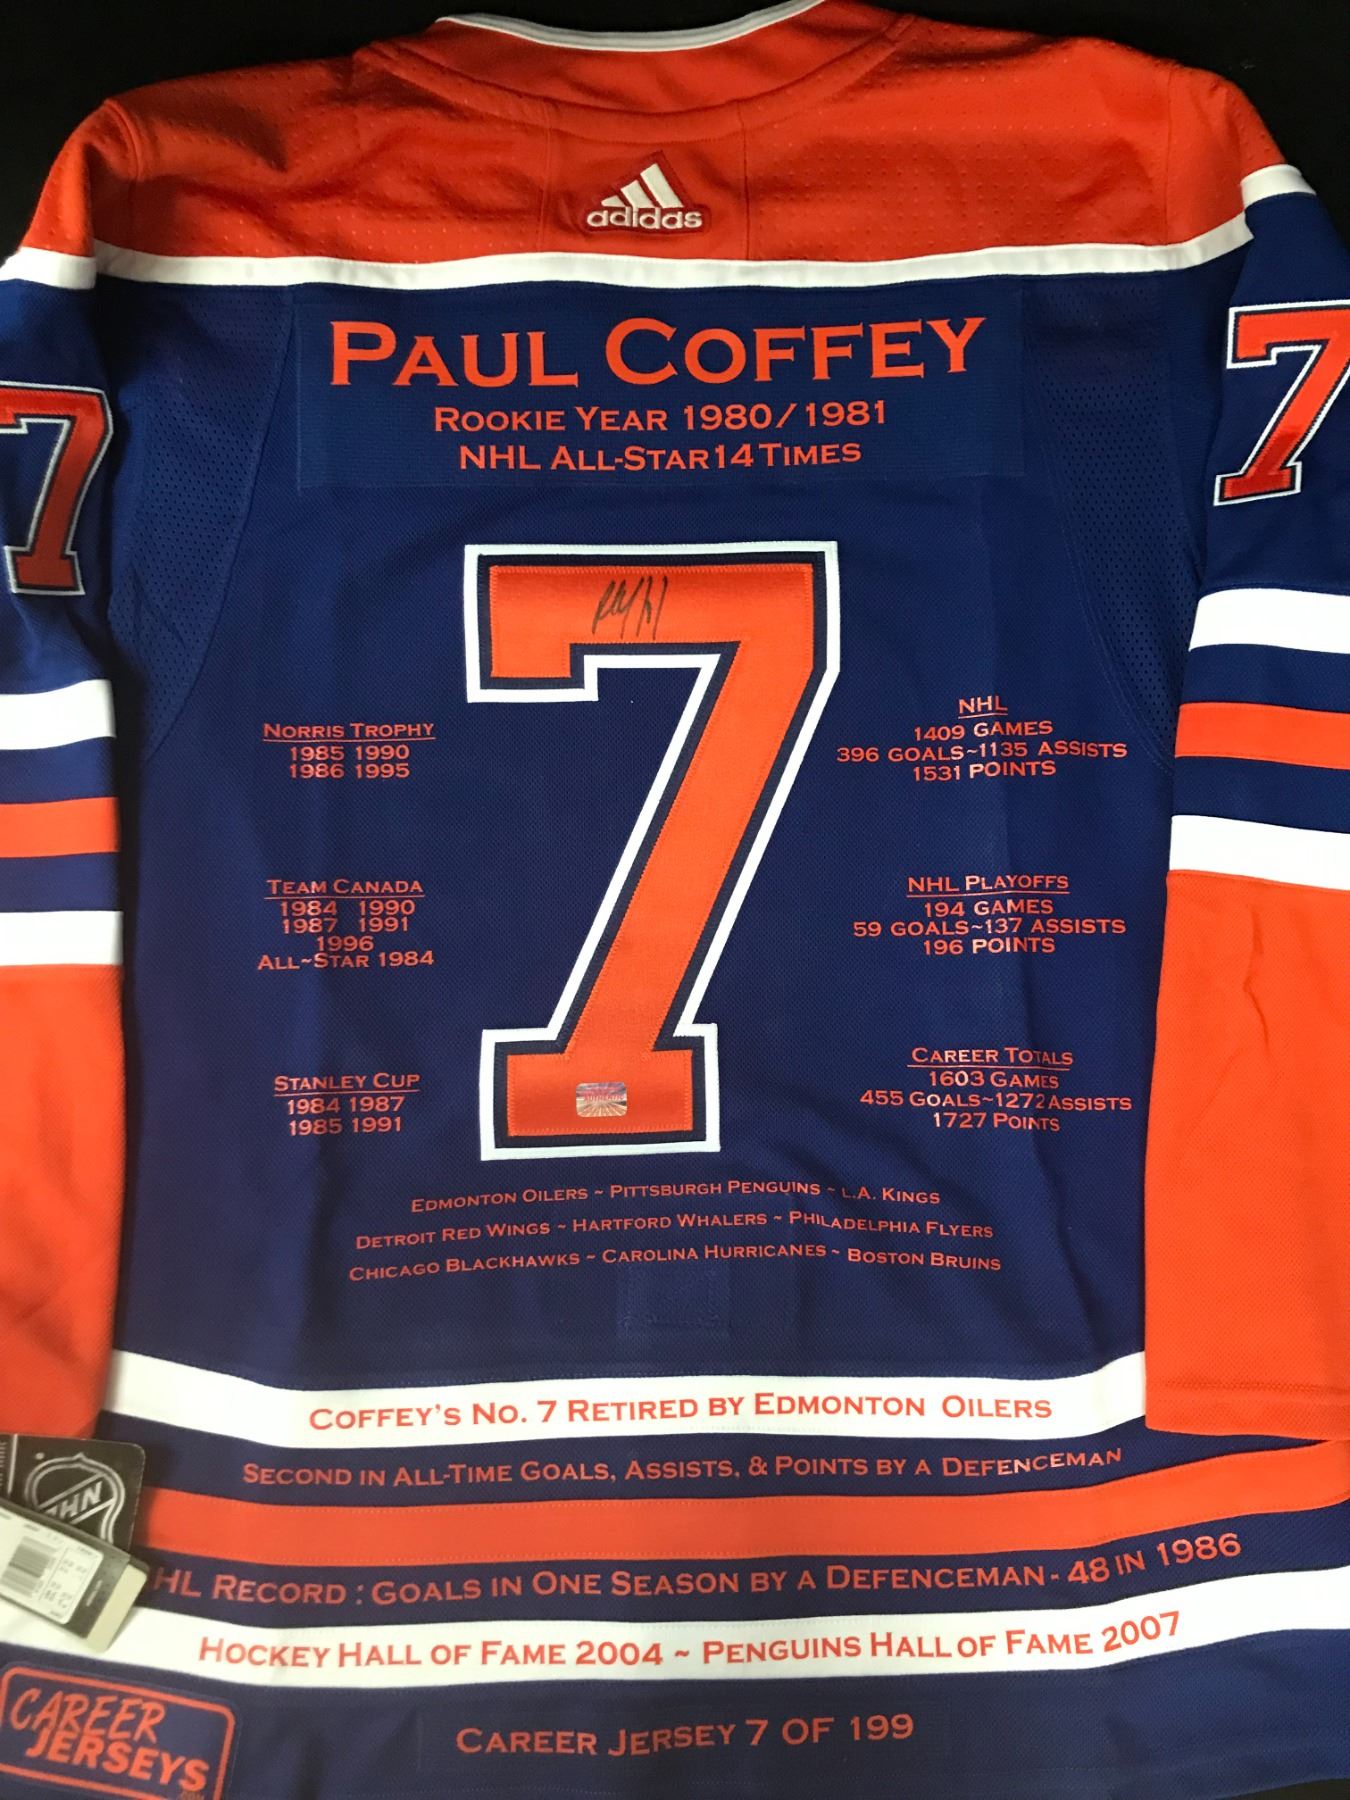 adidas
PAUL COFFEY
ROOKIE YEAR 1980/1981
NHL ALL-STAR 14 TIMES
7
7
7
NORRIS TROPHY
1985 1990
1986 1995
TEAM CANADA
1984 1990
1987 1991
1996
ALL~STAR 1984
STANLEY CUP
1984 1987
1985 1991
NHL
1409 GAMES
396 GOALS~1135 ASSISTS
1531 POINTS
NHL PLAYOFFS
194 GAMES
59 GOALS~137 ASSISTS
196 POINTS
CAREER TOTALS
1603 GAMES
455 GOALS~1272 ASSISTS
1727 POINTS
AUTHENTIC
EDMONTON OILERS ~ PITTSBURGH PENGUINS ~ L.A. KINGS
DETROIT RED WINGS ~ HARTFORD WHALERS ~ PHILADELPHIA FLYERS
CHICAGO BLACKHAWKS ~ CAROLINA HURRICANES ~ BOSTON BRUINS
COFFEY'S NO. 7 RETIRED BY EDMONTON OILERS
SECOND IN ALL-TIME GOALS, ASSISTS, & POINTS BY A DEFENCEMAN
HL RECORD : GOALS IN ONE SEASON BY A DEFENCEMAN - 48 IN 1986
HOCKEY HALL OF FAME 2004 ~ PENGUINS HALL OF FAME 2007
CAREER JERSEY 7 OF 199
NHL
CAREER
JERSEYS